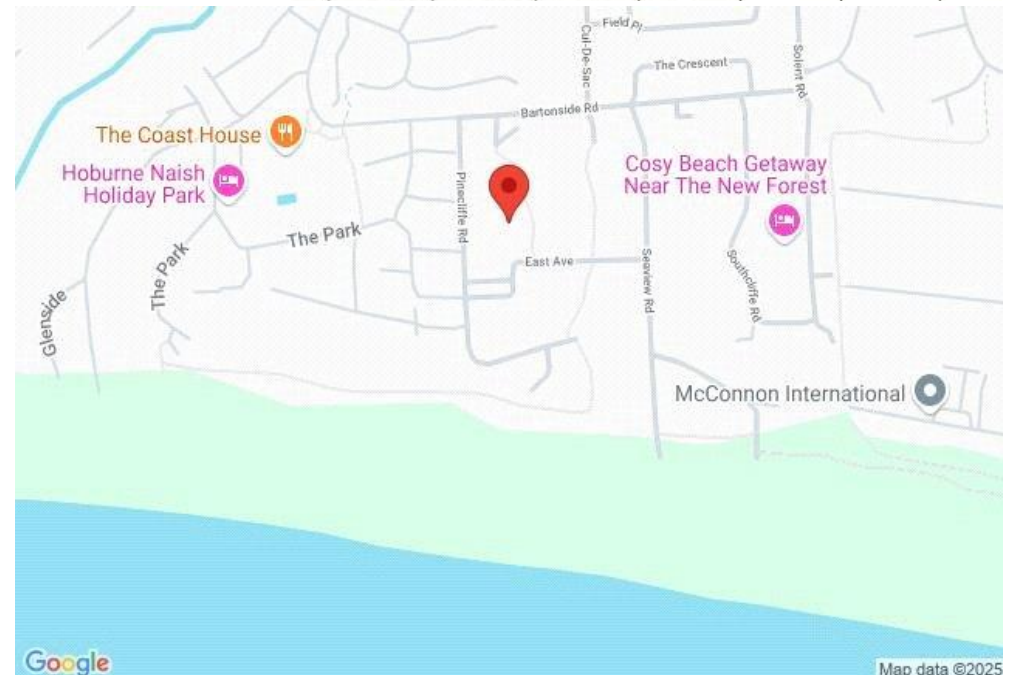 Field Pl
Cul-De-Sac
The Crescent
Solent Rd
Bartonside Rd
The Coast House
Hoburne Naish
Holiday Park
Cosy Beach Getaway
Near The New Forest
Pinecliffe Rd
The Park
The Park
East Ave
Seaview Rd
Southcliffe Rd
Glenside
McConnon International
Google
Map data ©2025